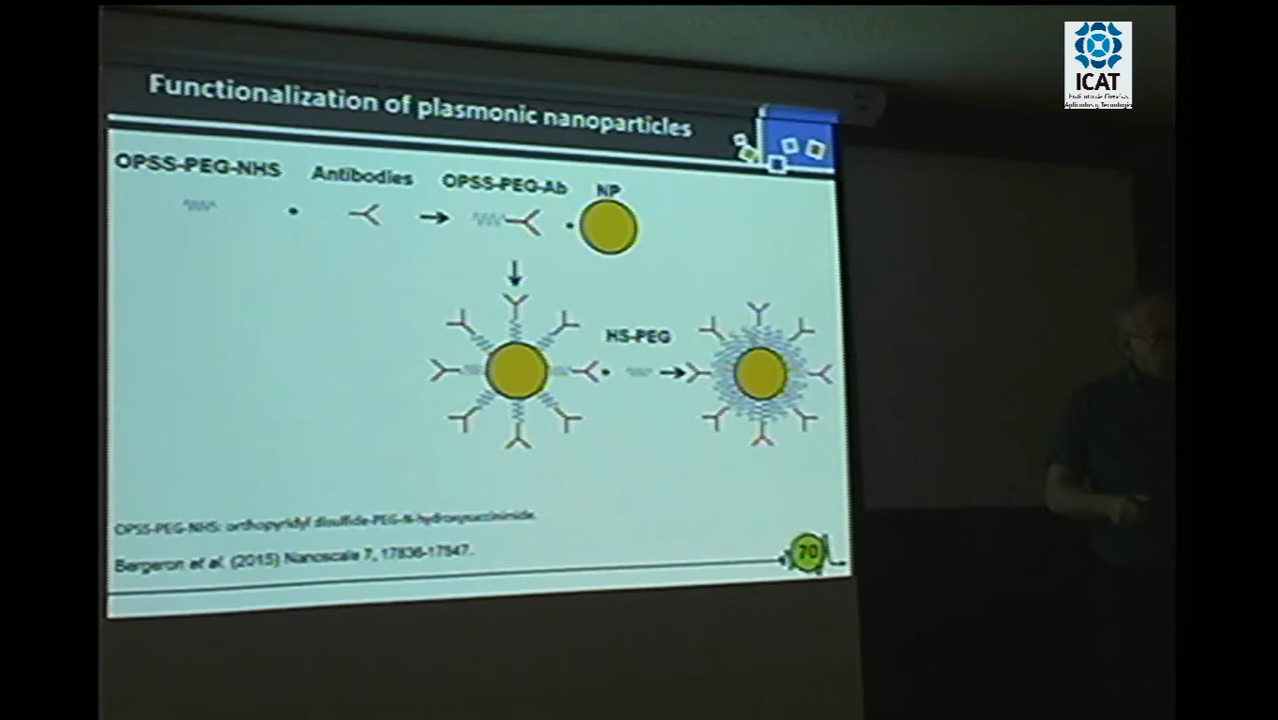 ICAT
Functionalization of plasmonic nanoparticles
OPSS-PEG-NHS Antibodies OPSS-PEG-Ab NP
HS-PEG
OPSS-PEG-NHS: orthopyridyl disulfide-PEG-N-hydroxysuccinimide.
Bergeron et al. (2015) Nanoscale 7, 17836-17847.
70